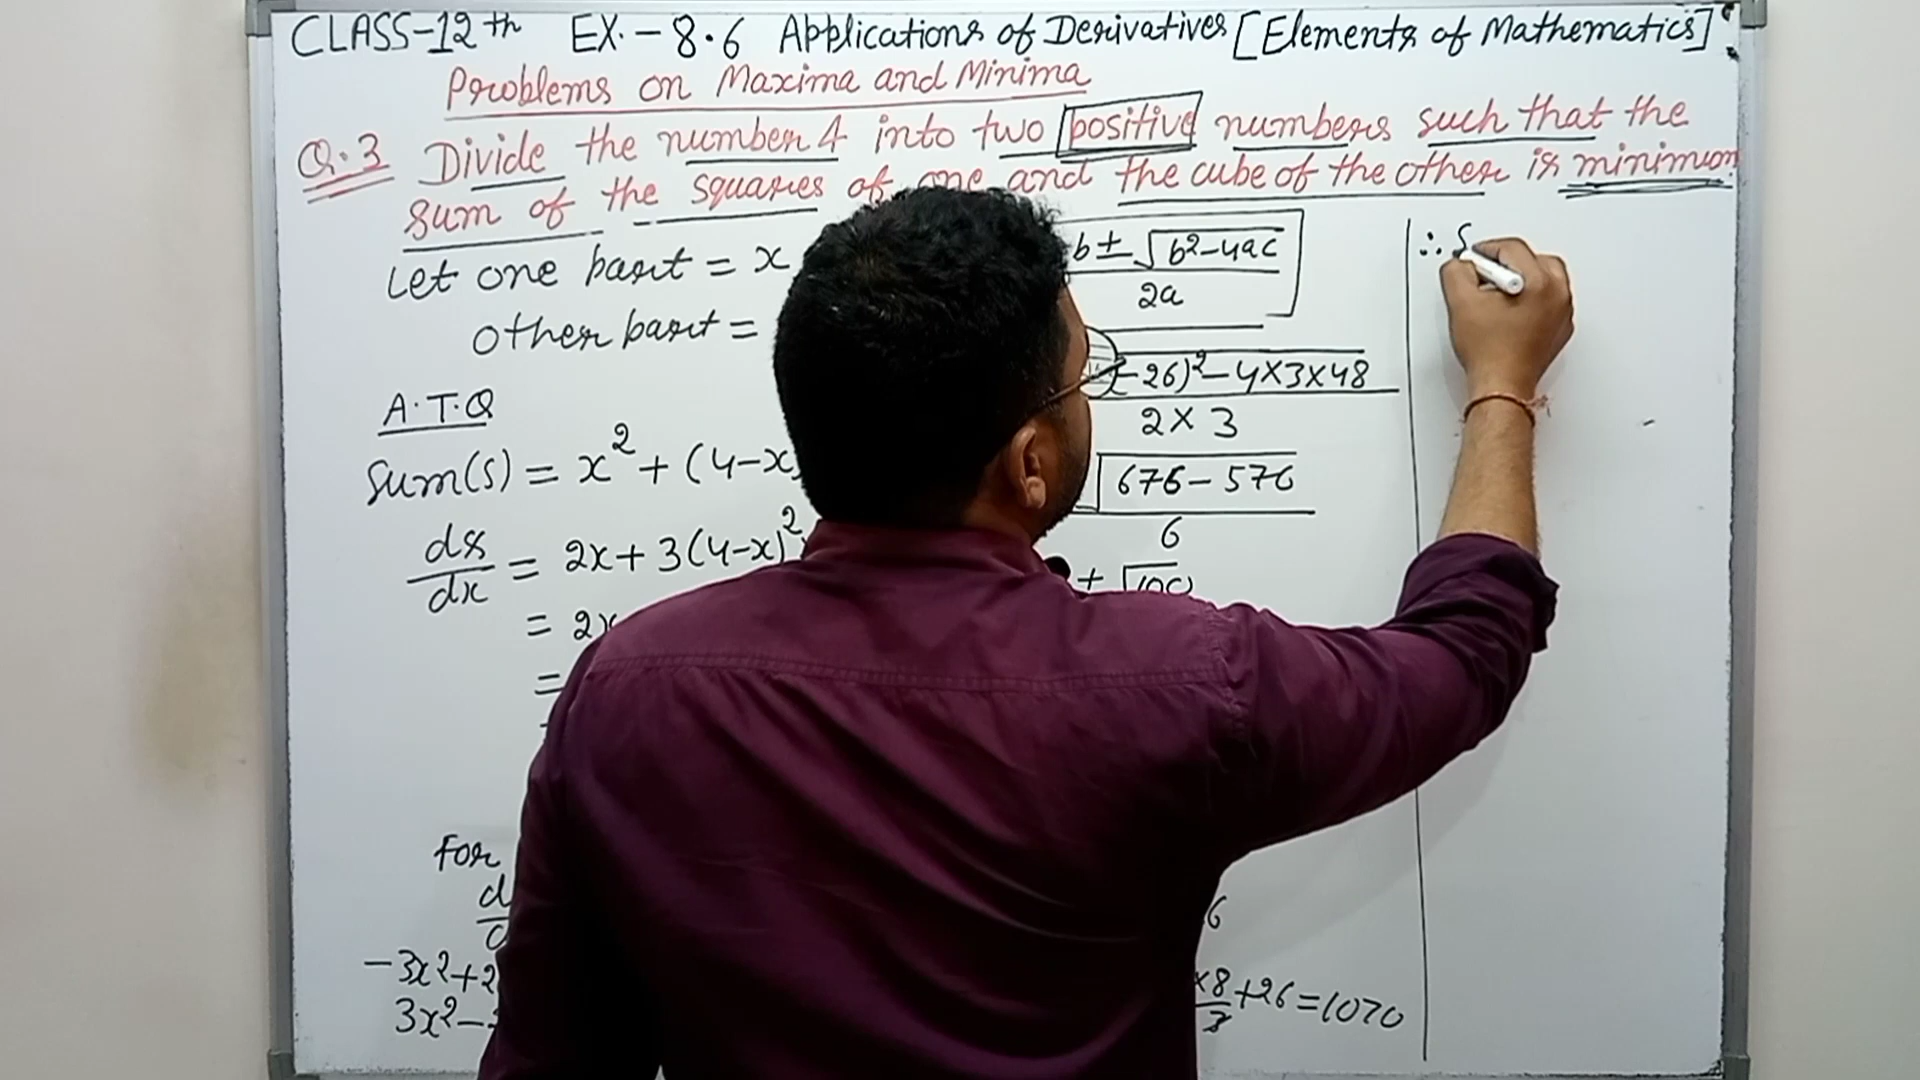 CLASS-12th EX.-8.6 Applications of Derivatives [Elements of Mathematics]
Problems on Maxima and Minima
Q.3 Divide the number 4 into two positive numbers such that the
sum of the squares of one and the cube of the other is minimum
Let one part = x
other part =
A.T.Q
Sum(S) = x² + (4-x)
ds/dx = 2x + 3(4-x)²
= 2x
=
For
-3x²+2
3x²-
b ± √b²-4ac
2a
-26)²-4×3×48
2 × 3
√676-576
6
± √100
6
×8/3 +26 = 10>0
∴ S